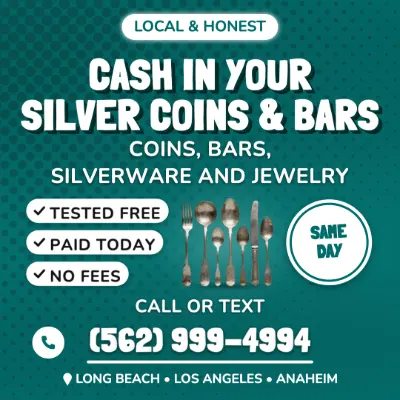 LOCAL & HONEST
CASH IN YOUR
SILVER COINS & BARS
COINS, BARS,
SILVERWARE AND JEWELRY
TESTED FREE
PAID TODAY
NO FEES
SAME
DAY
CALL OR TEXT
(562) 999-4994
LONG BEACH • LOS ANGELES • ANAHEIM